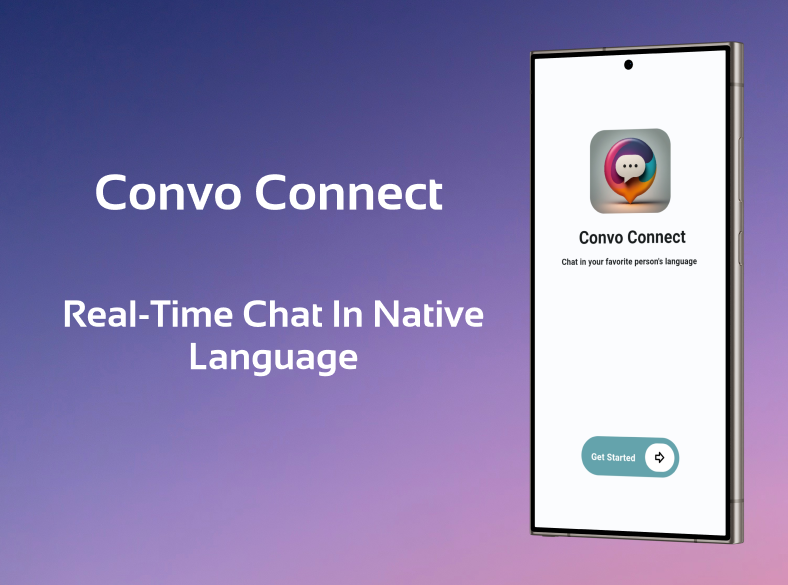 Convo Connect
Real-Time Chat In Native
Language
Convo Connect
Chat in your favorite person's language
Get Started